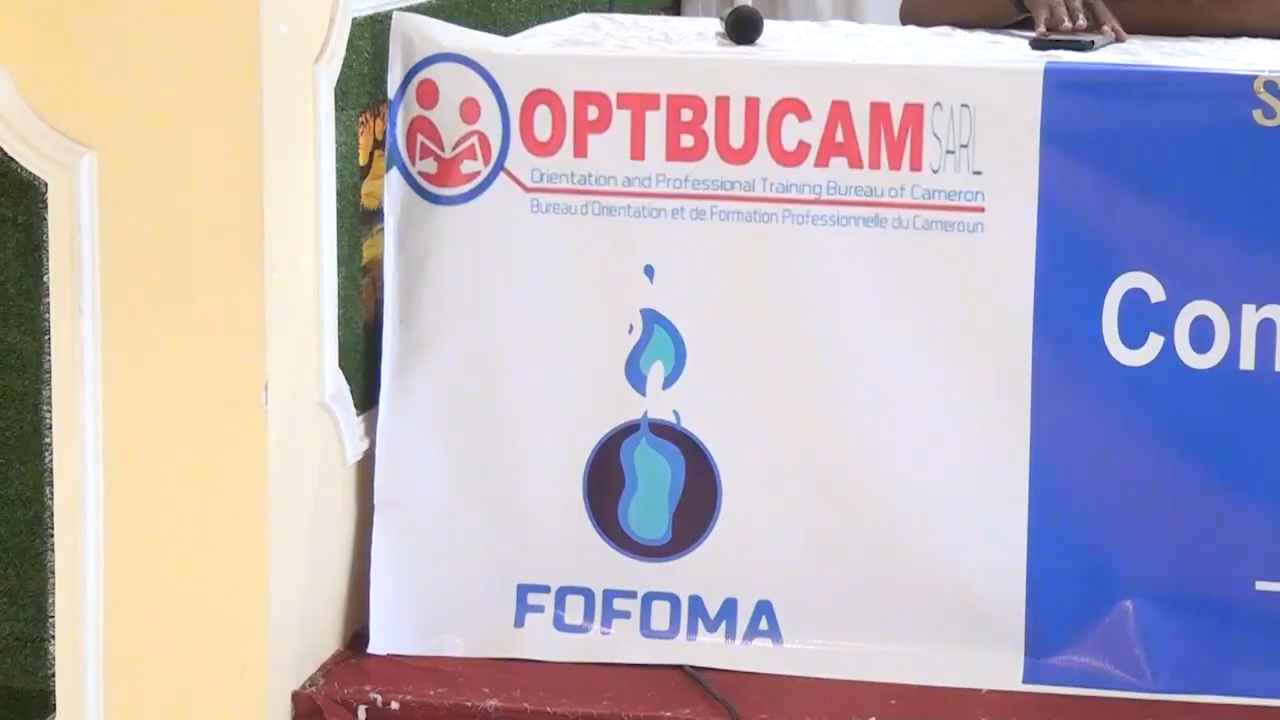 OPTBUCAM SARL
Orientation and Professional Training Bureau of Cameron
Bureau d'Orientation et de Formation Professionnelle du Cameroun
FOFOMA
S
Con